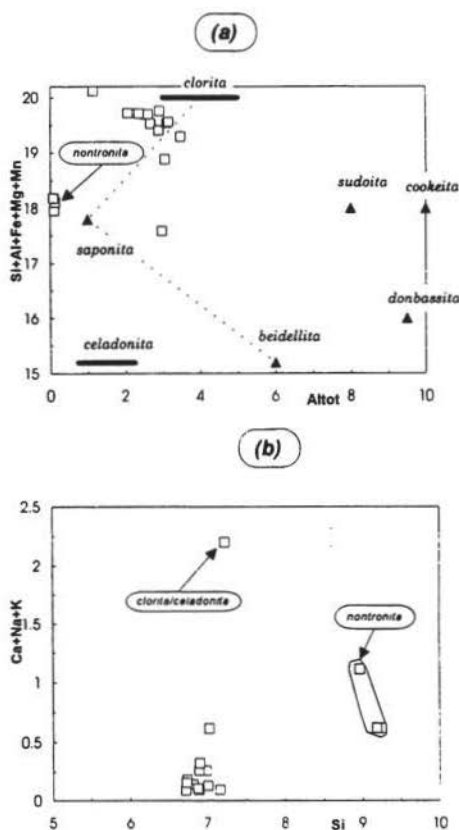 (a)
clorita
20
nontronita
19
sudoita
cookeita
18
saponita
17
donbassita
16
celadonita
beidellita
15
0
2
4
6
8
10
Altot
Si+Al+Fe+Mg+Mn
(b)
2.5
2
clorita/celadonita
1.5
nontronita
1
0.5
0
5
6
7
8
9
10
Si
Ca+Na+K